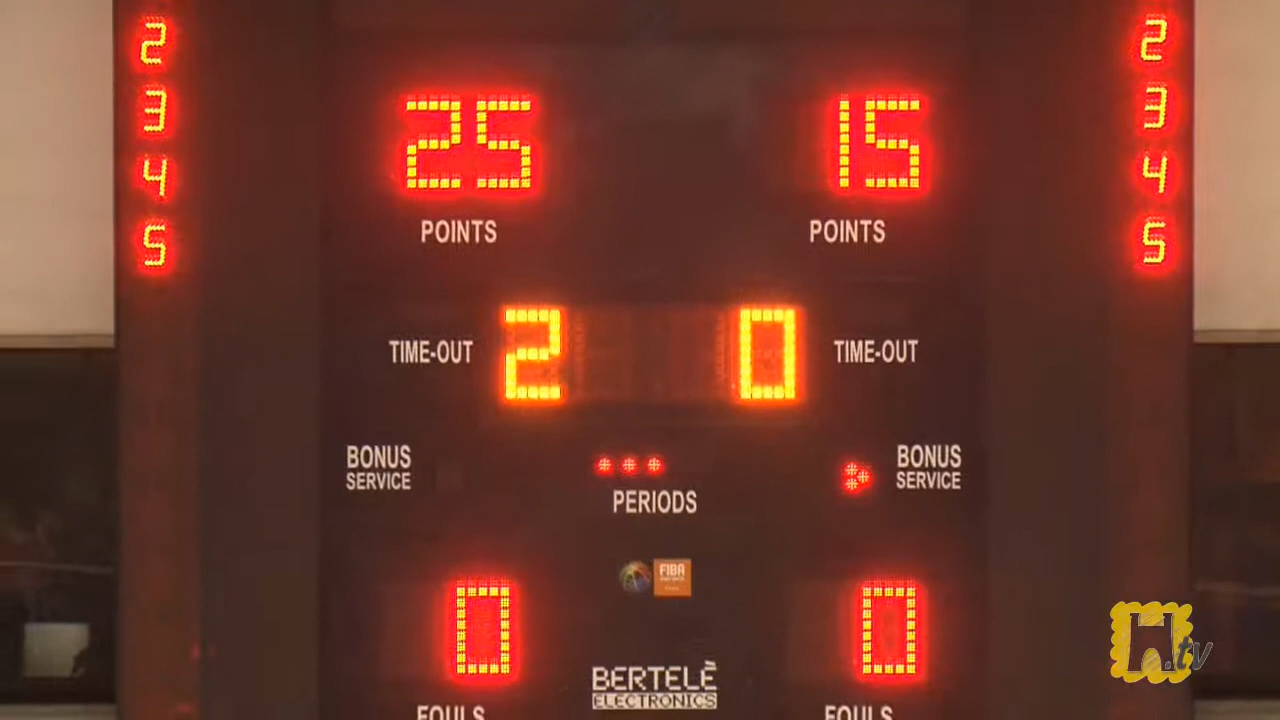 2 2
3 3
4 4
5 5
25 15
POINTS POINTS
TIME-OUT 2 0 TIME-OUT
BONUS SERVICE BONUS SERVICE
PERIODS
FIBA
0 0
BERTELÈ
ELECTRONICS
FOULS FOULS
H.tv